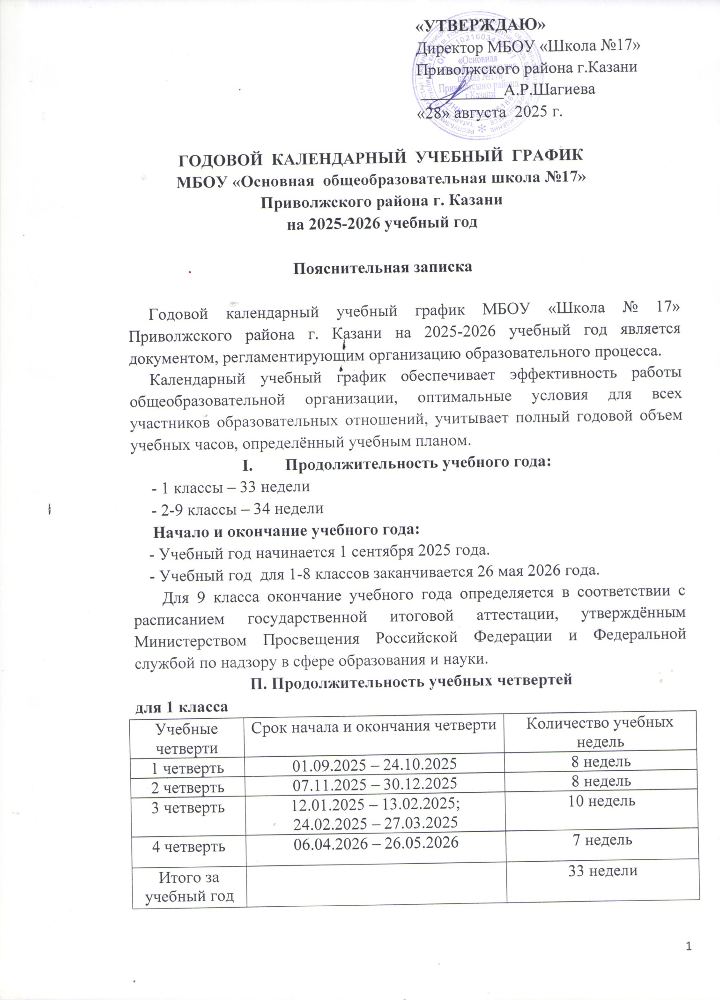 «УТВЕРЖДАЮ»
Директор МБОУ «Школа №17»
Приволжского района г.Казани
__________А.Р.Шагиева
«28» августа 2025 г.
«Основная
школа №17»
Приволжского района
г.Казани
ГОДОВОЙ КАЛЕНДАРНЫЙ УЧЕБНЫЙ ГРАФИК
МБОУ «Основная общеобразовательная школа №17»
Приволжского района г. Казани
на 2025-2026 учебный год
Пояснительная записка
Годовой календарный учебный график МБОУ «Школа № 17»
Приволжского района г. Казани на 2025-2026 учебный год является
документом, регламентирующим организацию образовательного процесса.
Календарный учебный график обеспечивает эффективность работы
общеобразовательной организации, оптимальные условия для всех
участников образовательных отношений, учитывает полный годовой объем
учебных часов, определённый учебным планом.
I. Продолжительность учебного года:
- 1 классы – 33 недели
- 2-9 классы – 34 недели
Начало и окончание учебного года:
- Учебный год начинается 1 сентября 2025 года.
- Учебный год для 1-8 классов заканчивается 26 мая 2026 года.
Для 9 класса окончание учебного года определяется в соответствии с
расписанием государственной итоговой аттестации, утверждённым
Министерством Просвещения Российской Федерации и Федеральной
службой по надзору в сфере образования и науки.
П. Продолжительность учебных четвертей
для 1 класса
Учебные четверти Срок начала и окончания четверти Количество учебных недель
1 четверть 01.09.2025 – 24.10.2025 8 недель
2 четверть 07.11.2025 – 30.12.2025 8 недель
3 четверть 12.01.2025 – 13.02.2025; 10 недель
24.02.2025 – 27.03.2025
4 четверть 06.04.2026 – 26.05.2026 7 недель
Итого за 33 недели
учебный год
1